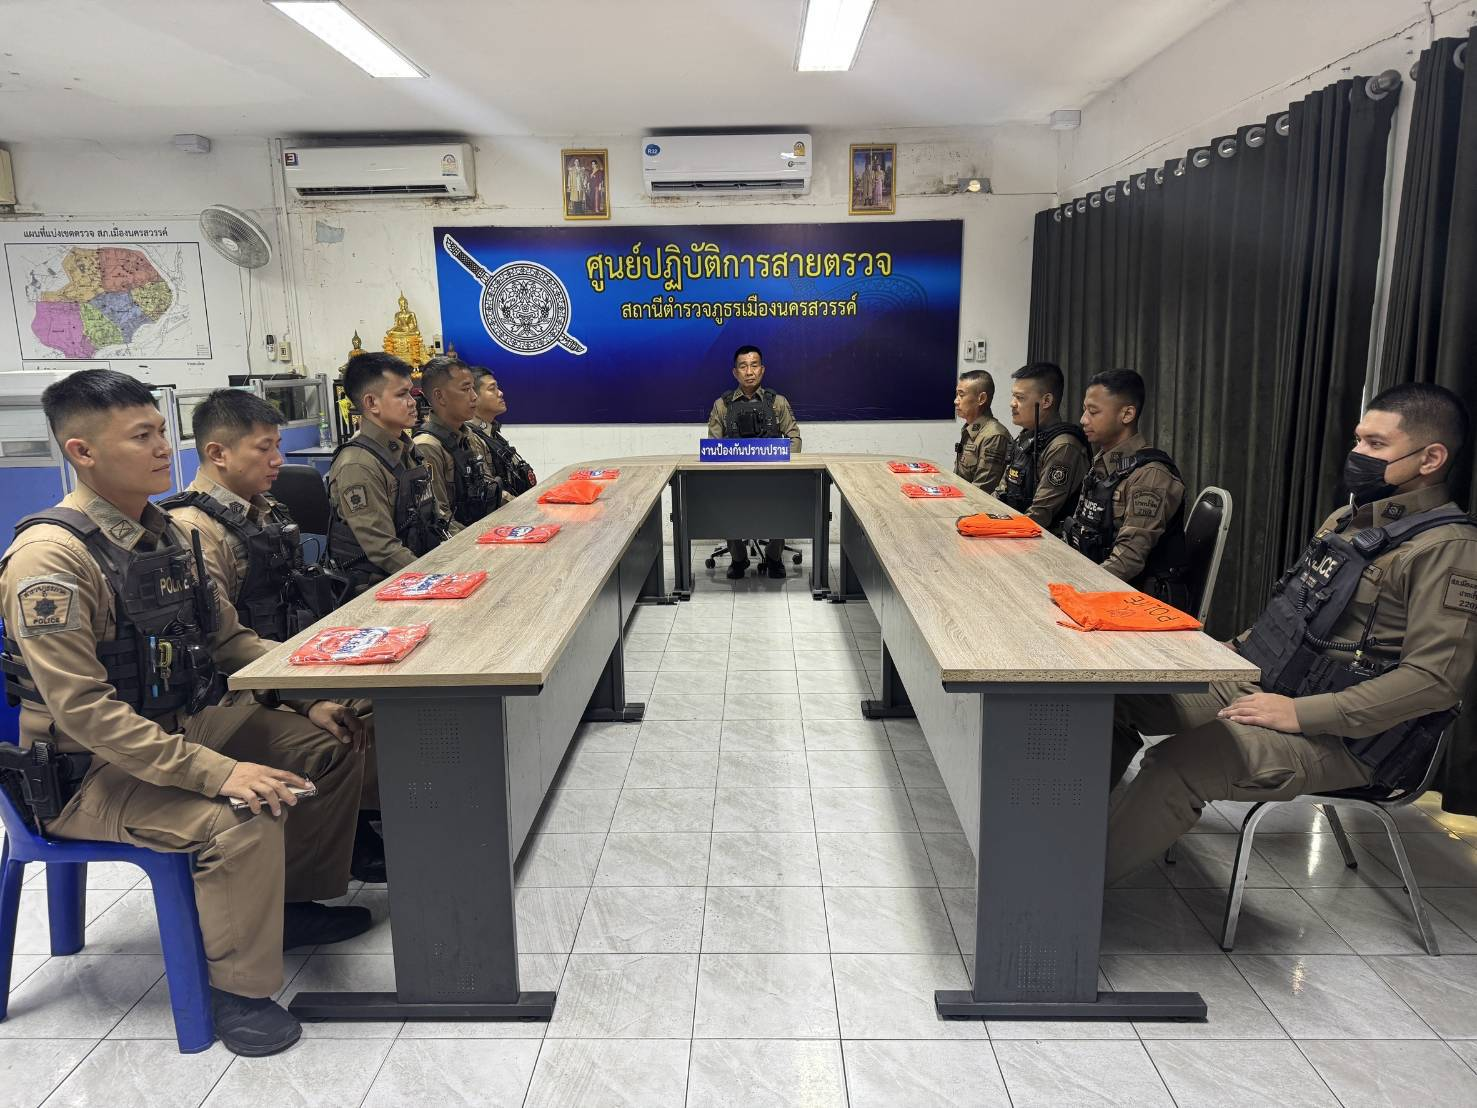 แผนที่แบ่งเขตตรวจ สภ.เมืองนครสวรรค์
3
R32
ศูนย์ปฏิบัติการสายตรวจ
สถานีตำรวจภูธรเมืองนครสวรรค์
งานป้องกันปราบปราม
POLICE
POLICE
POLICE
POLICE